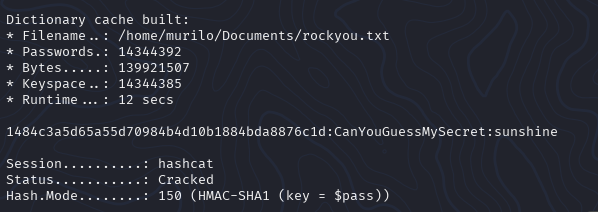 Dictionary cache built:
* Filename..: /home/murilo/Documents/rockyou.txt
* Passwords.: 14344392
* Bytes.....: 139921507
* Keyspace..: 14344385
* Runtime...: 12 secs
1484c3a5d65a55d70984b4d10b1884bda8876c1d:CanYouGuessMySecret:sunshine
Session..........: hashcat
Status...........: Cracked
Hash.Mode........: 150 (HMAC-SHA1 (key = $pass))